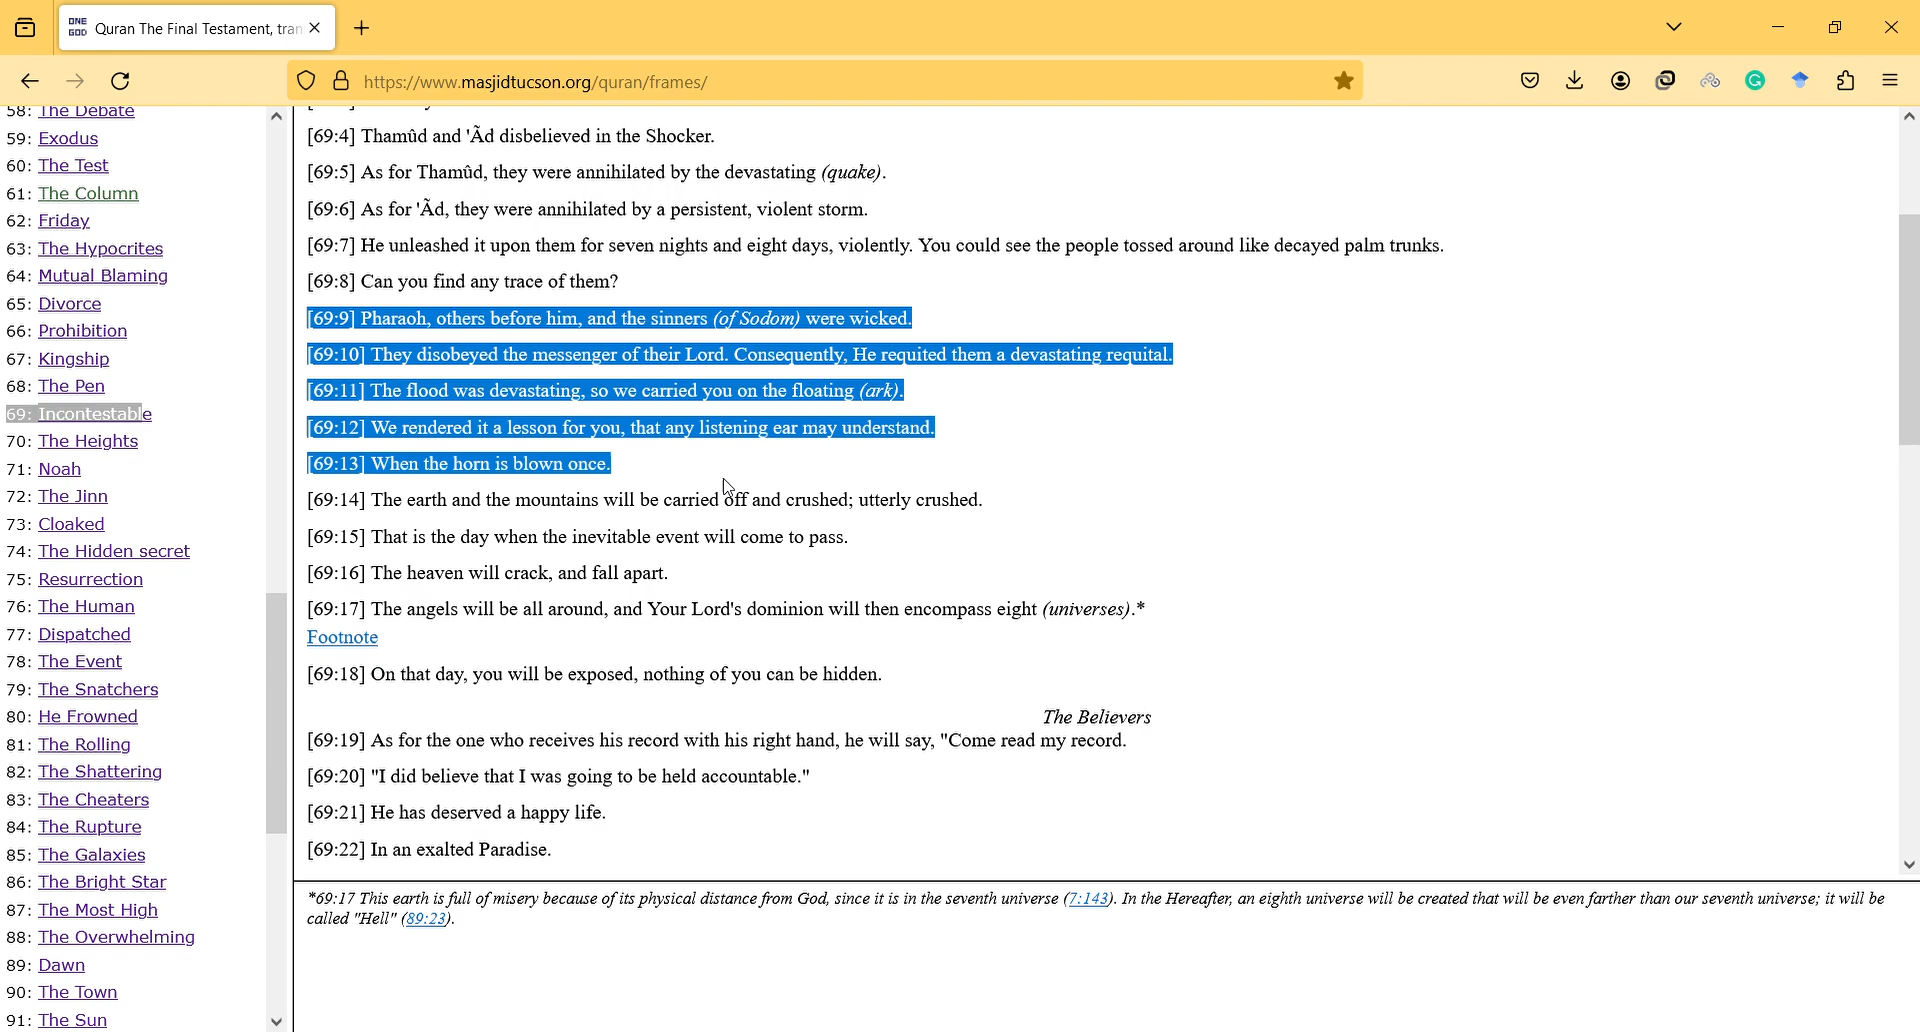 ONE
GOD
Quran The Final Testament, tran
https://www.masjidtucson.org/quran/frames/
58: The Debate
59: Exodus
60: The Test
61: The Column
62: Friday
63: The Hypocrites
64: Mutual Blaming
65: Divorce
66: Prohibition
67: Kingship
68: The Pen
69: Incontestable
70: The Heights
71: Noah
72: The Jinn
73: Cloaked
74: The Hidden secret
75: Resurrection
76: The Human
77: Dispatched
78: The Event
79: The Snatchers
80: He Frowned
81: The Rolling
82: The Shattering
83: The Cheaters
84: The Rupture
85: The Galaxies
86: The Bright Star
87: The Most High
88: The Overwhelming
89: Dawn
90: The Town
91: The Sun
[69:4] Thamûd and 'Ãd disbelieved in the Shocker.
[69:5] As for Thamûd, they were annihilated by the devastating (quake).
[69:6] As for 'Ãd, they were annihilated by a persistent, violent storm.
[69:7] He unleashed it upon them for seven nights and eight days, violently. You could see the people tossed around like decayed palm trunks.
[69:8] Can you find any trace of them?
[69:9] Pharaoh, others before him, and the sinners (of Sodom) were wicked.
[69:10] They disobeyed the messenger of their Lord. Consequently, He requited them a devastating requital.
[69:11] The flood was devastating, so we carried you on the floating (ark).
[69:12] We rendered it a lesson for you, that any listening ear may understand.
[69:13] When the horn is blown once.
[69:14] The earth and the mountains will be carried off and crushed; utterly crushed.
[69:15] That is the day when the inevitable event will come to pass.
[69:16] The heaven will crack, and fall apart.
[69:17] The angels will be all around, and Your Lord's dominion will then encompass eight (universes).*
Footnote
[69:18] On that day, you will be exposed, nothing of you can be hidden.
The Believers
[69:19] As for the one who receives his record with his right hand, he will say, "Come read my record.
[69:20] "I did believe that I was going to be held accountable."
[69:21] He has deserved a happy life.
[69:22] In an exalted Paradise.
*69:17 This earth is full of misery because of its physical distance from God, since it is in the seventh universe (7:143). In the Hereafter, an eighth universe will be created that will be even farther than our seventh universe; it will be
called "Hell" (89:23).